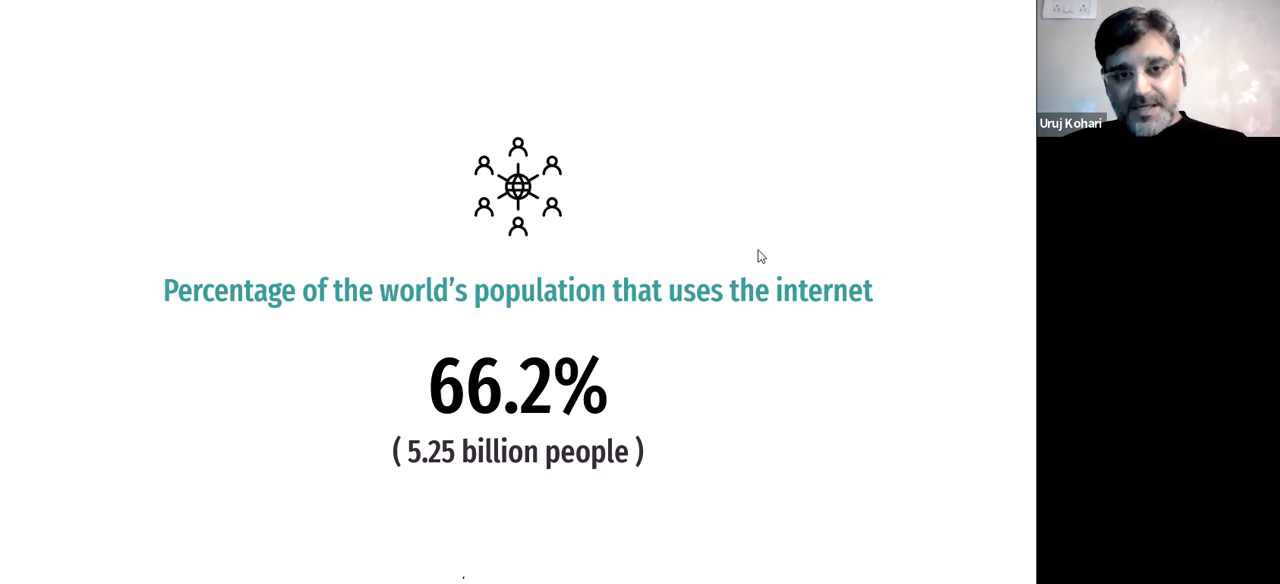 Percentage of the world’s population that uses the internet
66.2%
( 5.25 billion people )
Uruj Kohari